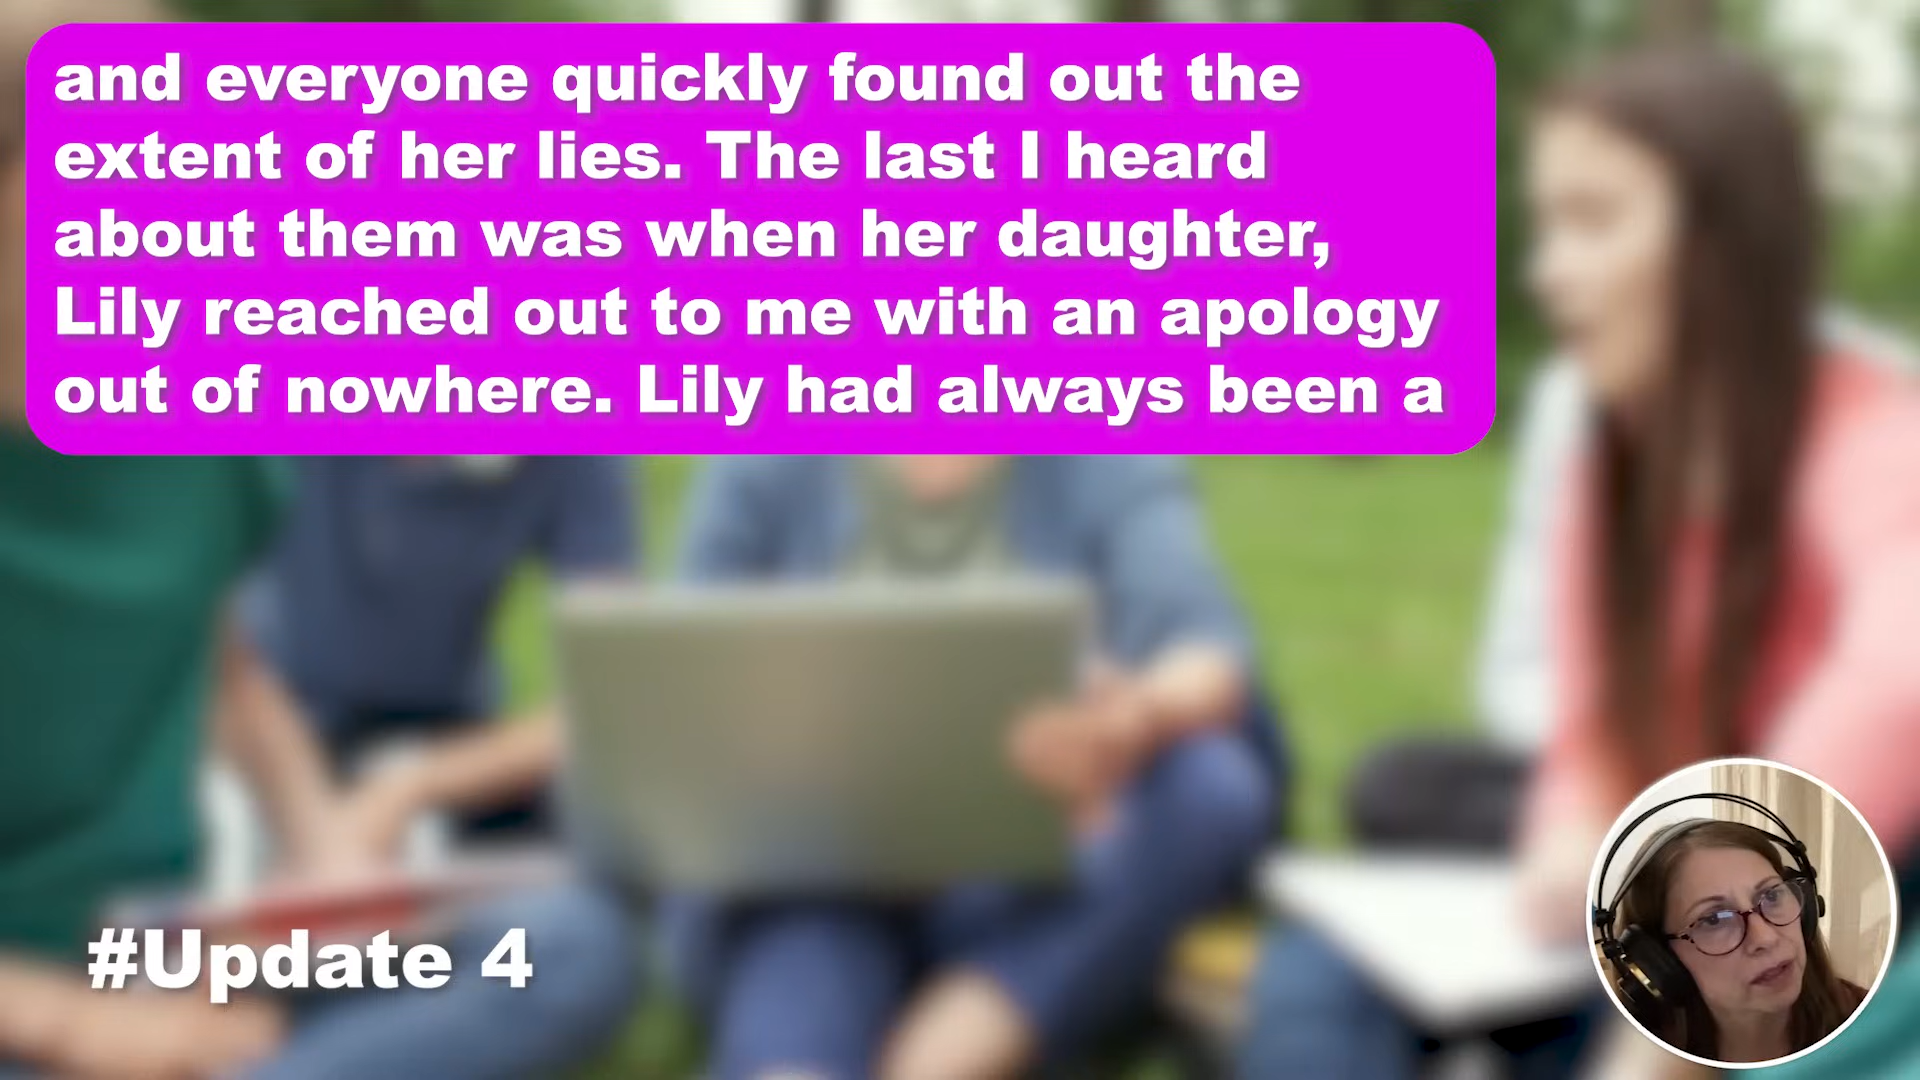 and everyone quickly found out the
extent of her lies. The last I heard
about them was when her daughter,
Lily reached out to me with an apology
out of nowhere. Lily had always been a
#Update 4